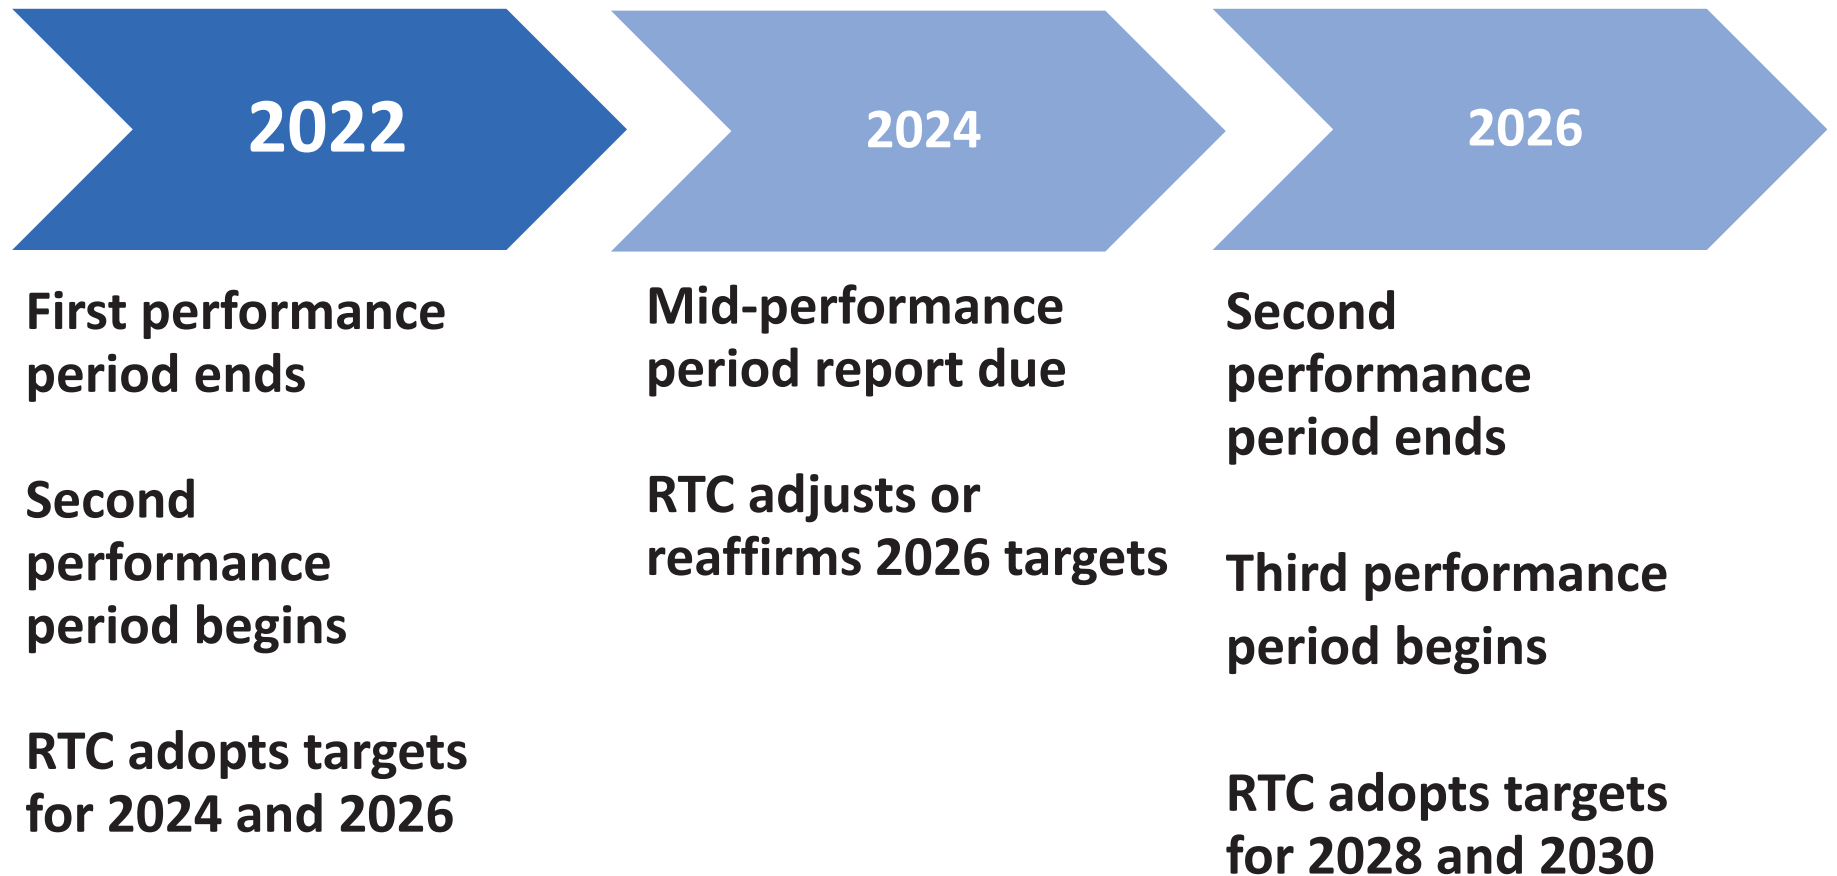 2022
First performance
period ends
Second
performance
period begins
RTC adopts targets
for 2024 and 2026
2024
Mid-performance
period report due
RTC adjusts or
reaffirms 2026 targets
2026
Second
performance
period ends
Third performance
period begins
RTC adopts targets
for 2028 and 2030